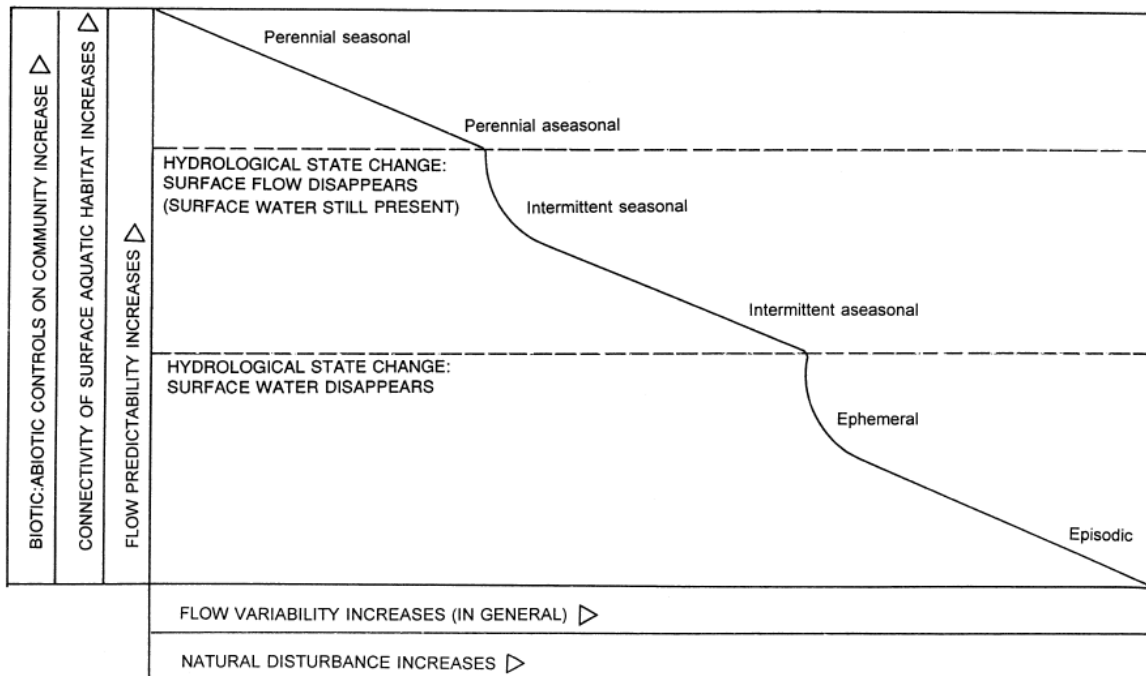 BIOTIC:ABIOTIC CONTROLS ON COMMUNITY INCREASE
CONNECTIVITY OF SURFACE AQUATIC HABITAT INCREASES
FLOW PREDICTABILITY INCREASES
Perennial seasonal
Perennial aseasonal
HYDROLOGICAL STATE CHANGE:
SURFACE FLOW DISAPPEARS
(SURFACE WATER STILL PRESENT)
Intermittent seasonal
Intermittent aseasonal
HYDROLOGICAL STATE CHANGE:
SURFACE WATER DISAPPEARS
Ephemeral
Episodic
FLOW VARIABILITY INCREASES (IN GENERAL)
NATURAL DISTURBANCE INCREASES